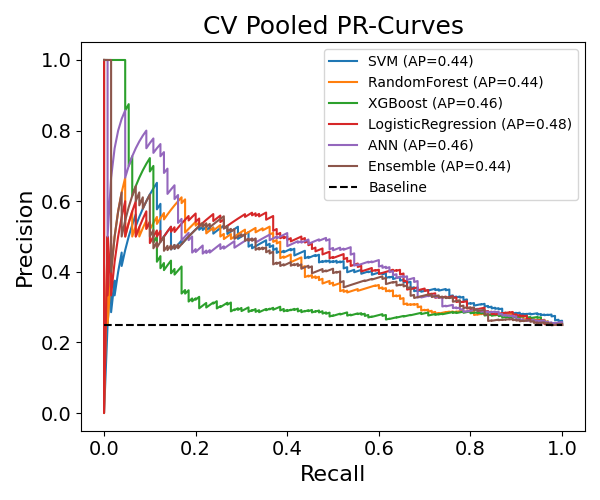 CV Pooled PR-Curves
SVM (AP=0.44)
RandomForest (AP=0.44)
XGBoost (AP=0.46)
LogisticRegression (AP=0.48)
ANN (AP=0.46)
Ensemble (AP=0.44)
Baseline
Precision
1.0
0.8
0.6
0.4
0.2
0.0
0.0 0.2 0.4 0.6 0.8 1.0
Recall